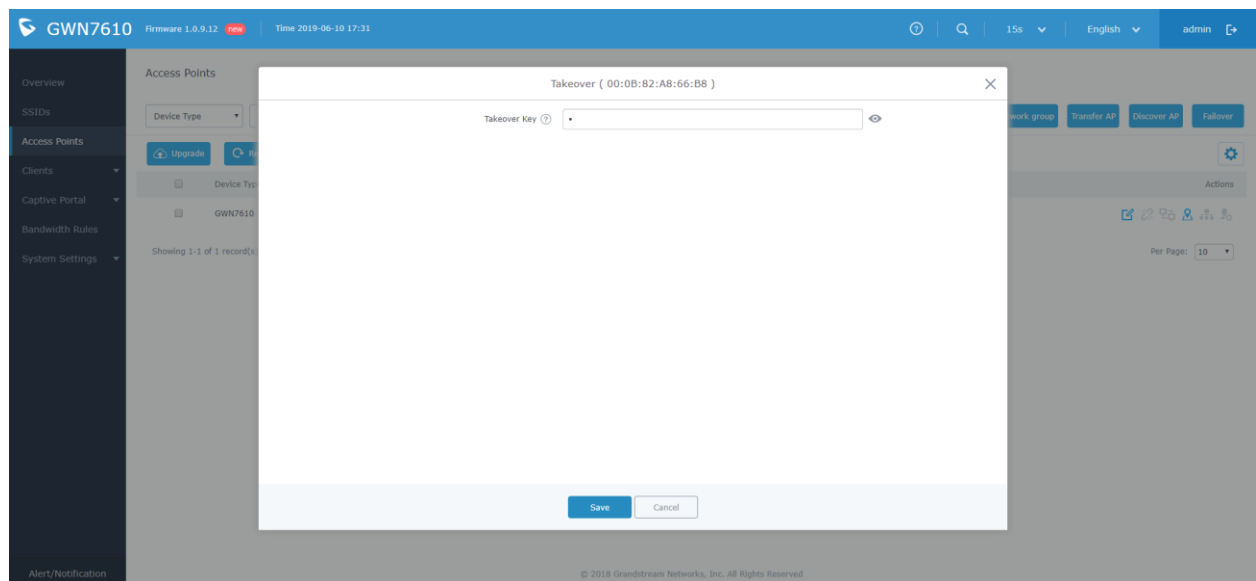 GWN7610 Firmware 1.0.9.12 new Time 2019-06-10 17:31 15s English admin
Overview
SSIDs
Access Points
Clients
Captive Portal
Bandwidth Rules
System Settings
Alert/Notification
Access Points
Device Type
Transfer AP Discover AP Failover
Upgrade
Device Typ
Actions
GWN7610
Showing 1-1 of 1 record(s
Per Page: 10
Takeover ( 00:0B:82:A8:66:B8 )
Takeover Key
Save Cancel
© 2018 Grandstream Networks, Inc. All Rights Reserved